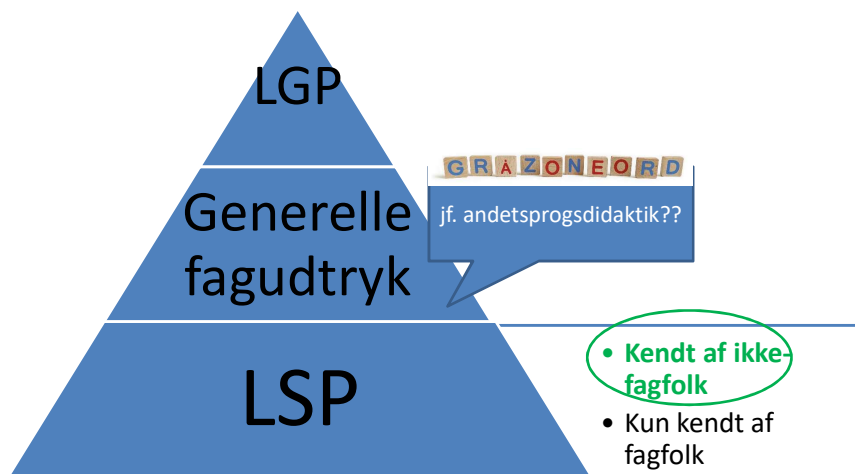 LGP
GRÅZONEORD
Generelle
fagudtryk
jf. andetsprogsdidaktik??
LSP
• Kendt af ikke-
fagfolk
• Kun kendt af
fagfolk